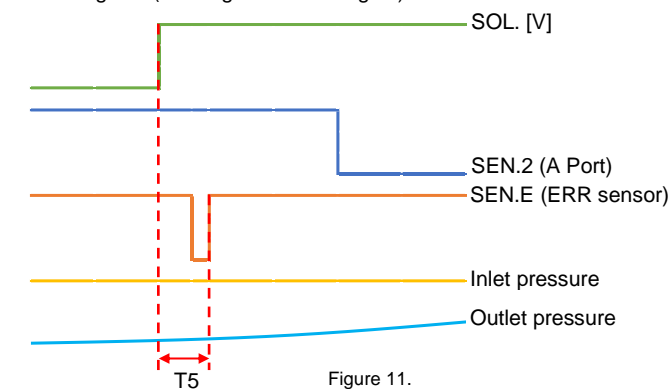 SOL. [V]
SEN.2 (A Port)
SEN.E (ERR sensor)
Inlet pressure
Outlet pressure
T5
Figure 11.